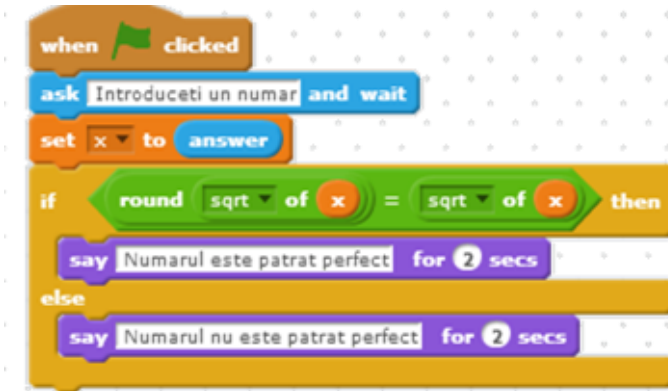 when clicked
ask Introduceti un numar and wait
set x to answer
if round sqrt of x = sqrt of x then
say Numarul este patrat perfect for 2 secs
else
say Numarul nu este patrat perfect for 2 secs